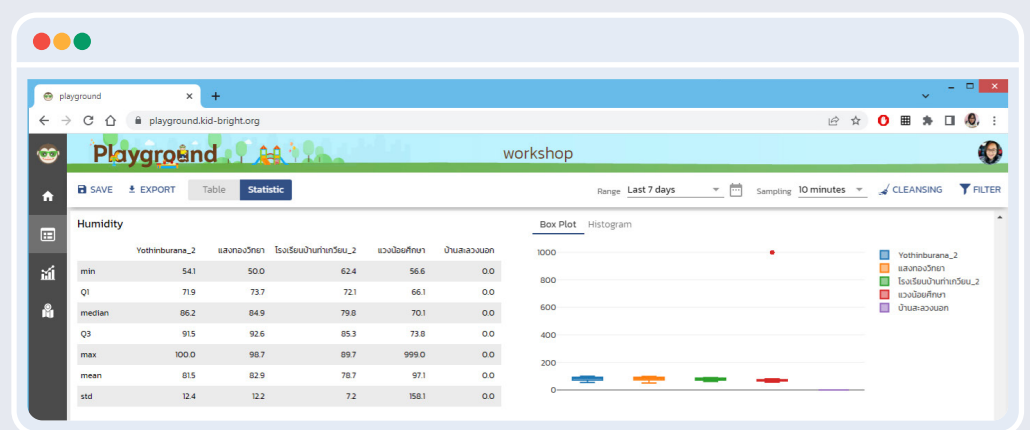 playground
playground.kid-bright.org
Playground
workshop
SAVE EXPORT Table Statistic Range Last 7 days Sampling 10 minutes CLEANSING FILTER
Humidity
Yothinburana_2 แสงทองวิทยา โรงเรียนบ้านท่าเกวียน_2 แวงน้อยศึกษา บ้านสะลวงนอก
min 54.1 50.0 62.4 56.6 0.0
Q1 71.9 73.7 72.1 66.1 0.0
median 86.2 84.9 79.8 70.1 0.0
Q3 91.5 92.6 85.3 73.8 0.0
max 100.0 98.7 89.7 999.0 0.0
mean 81.5 82.9 78.7 97.1 0.0
std 12.4 12.2 7.2 158.1 0.0
Box Plot Histogram
1000
800
600
400
200
0
Yothinburana_2
แสงทองวิทยา
โรงเรียนบ้านท่าเกวียน_2
แวงน้อยศึกษา
บ้านสะลวงนอก